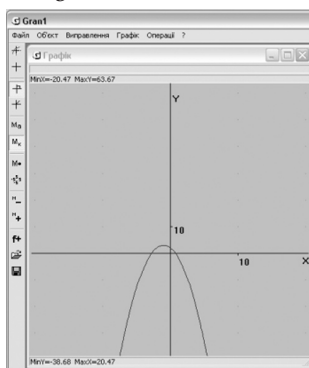 Gran1
Файл Об'єкт Виправлення Графік Операції ?
Графік
MinX=-20.47 MaxY=63.67
Y
10
10
X
MinY=-38.68 MaxX=20.47